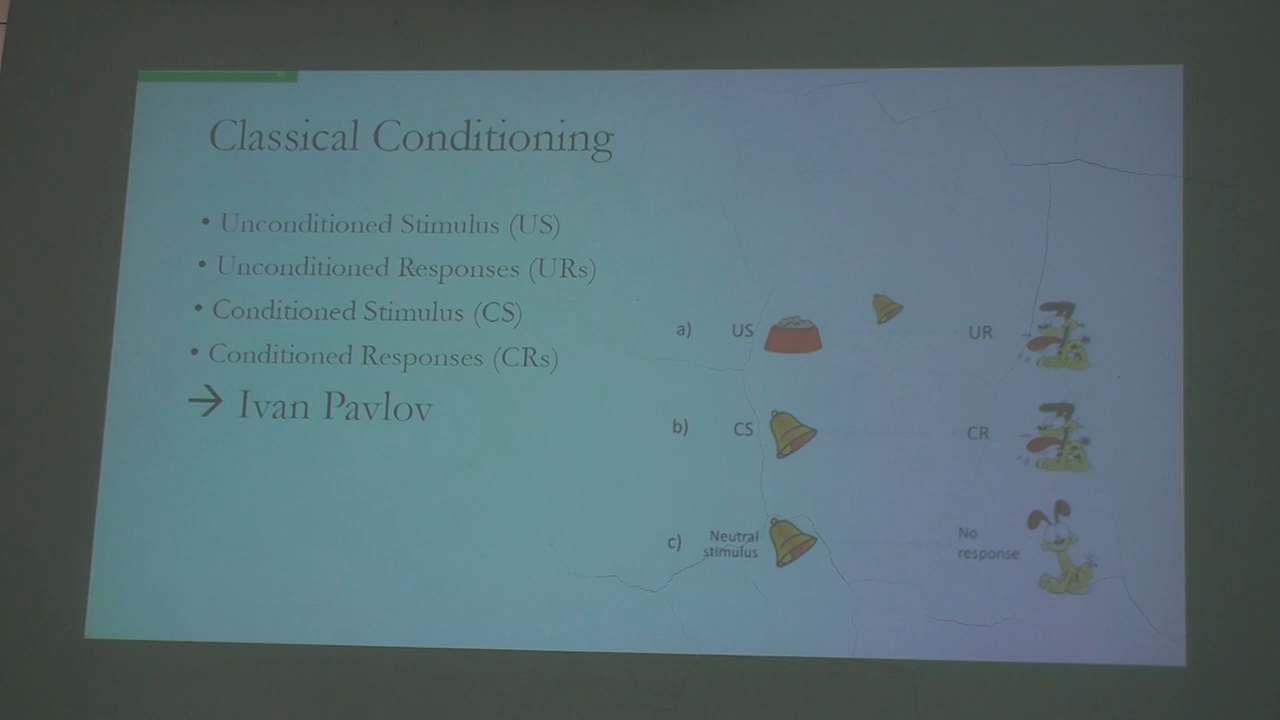 Classical Conditioning
• Unconditioned Stimulus (US)
• Unconditioned Responses (URs)
• Conditioned Stimulus (CS)
• Conditioned Responses (CRs)
→ Ivan Pavlov
a) US UR
b) CS CR
c) Neutral stimulus No response